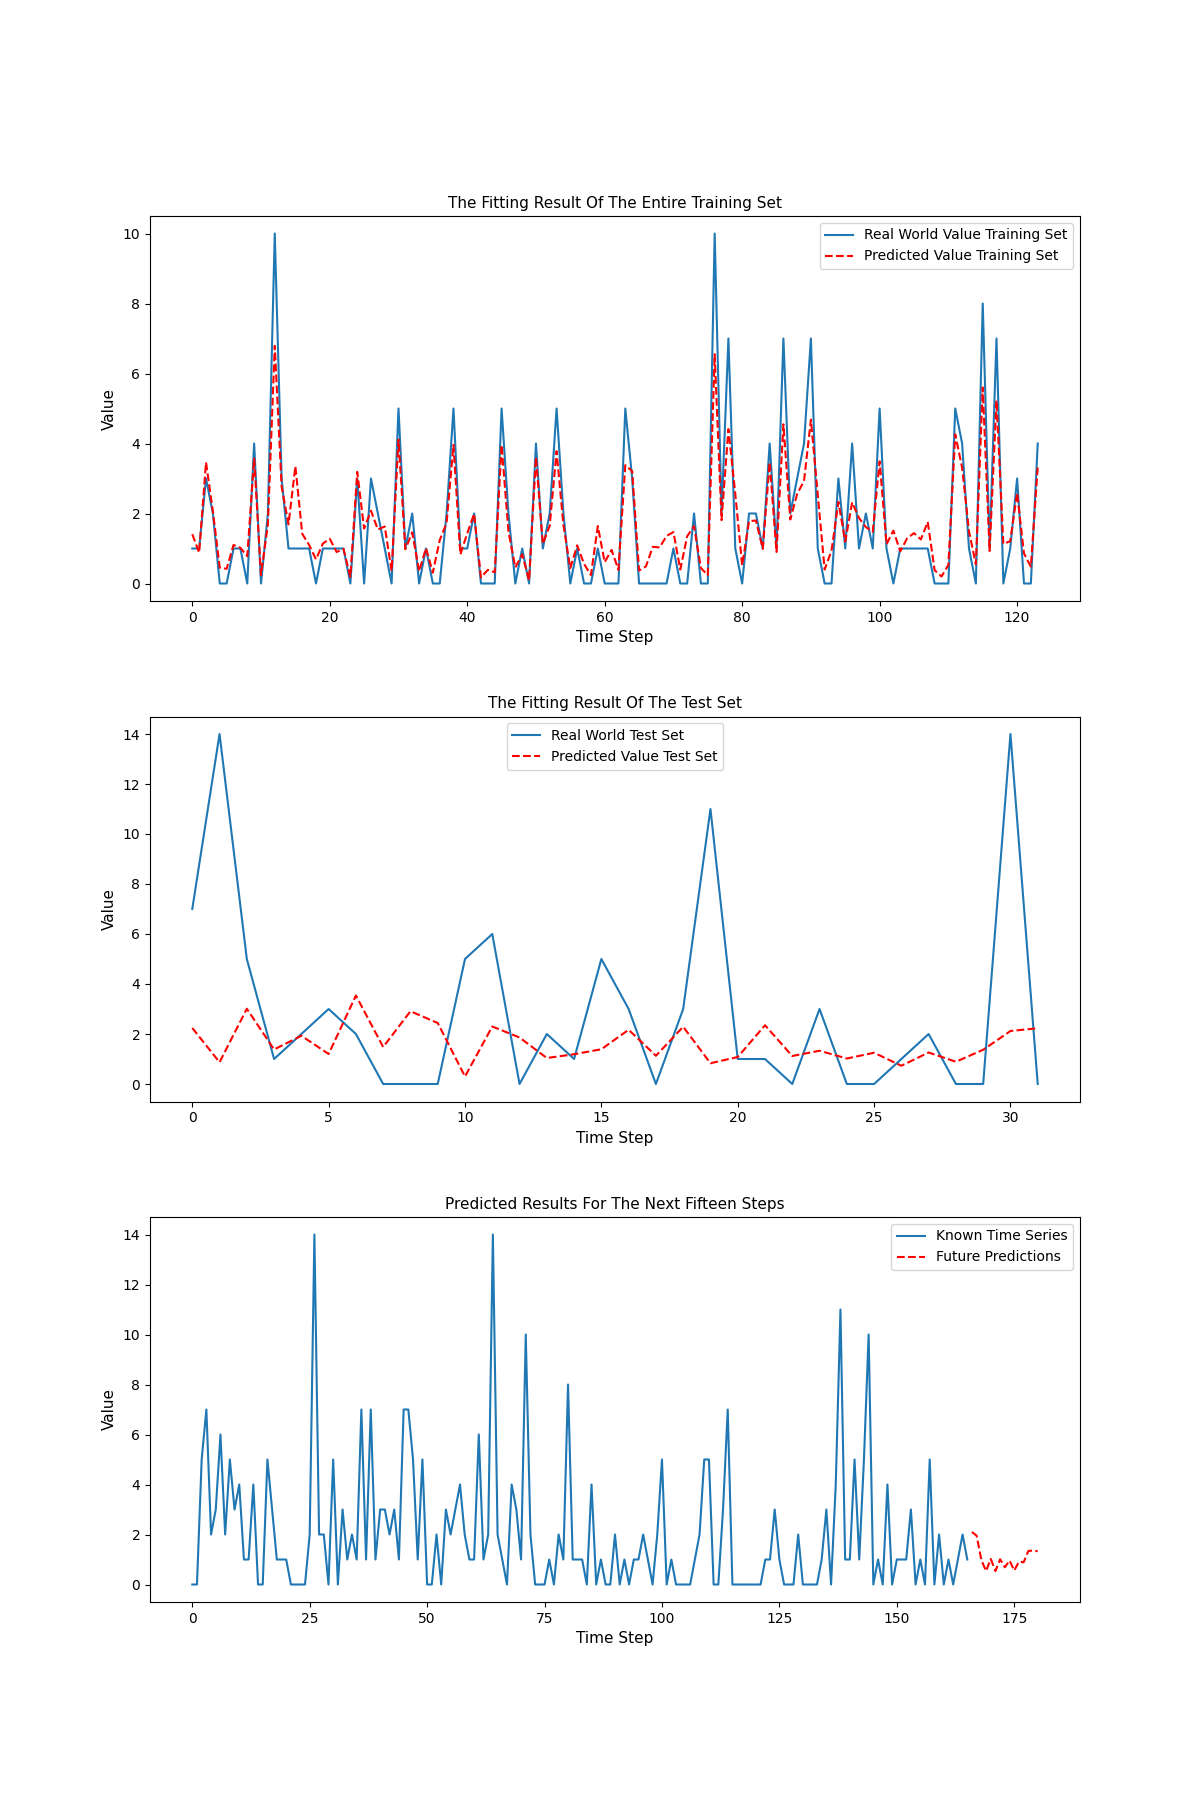 The Fitting Result Of The Entire Training Set
Real World Value Training Set
Predicted Value Training Set
Value
10
8
6
4
2
0
0 20 40 60 80 100 120
Time Step
The Fitting Result Of The Test Set
Real World Test Set
Predicted Value Test Set
Value
14
12
10
8
6
4
2
0
0 5 10 15 20 25 30
Time Step
Predicted Results For The Next Fifteen Steps
Known Time Series
Future Predictions
Value
14
12
10
8
6
4
2
0
0 25 50 75 100 125 150 175
Time Step